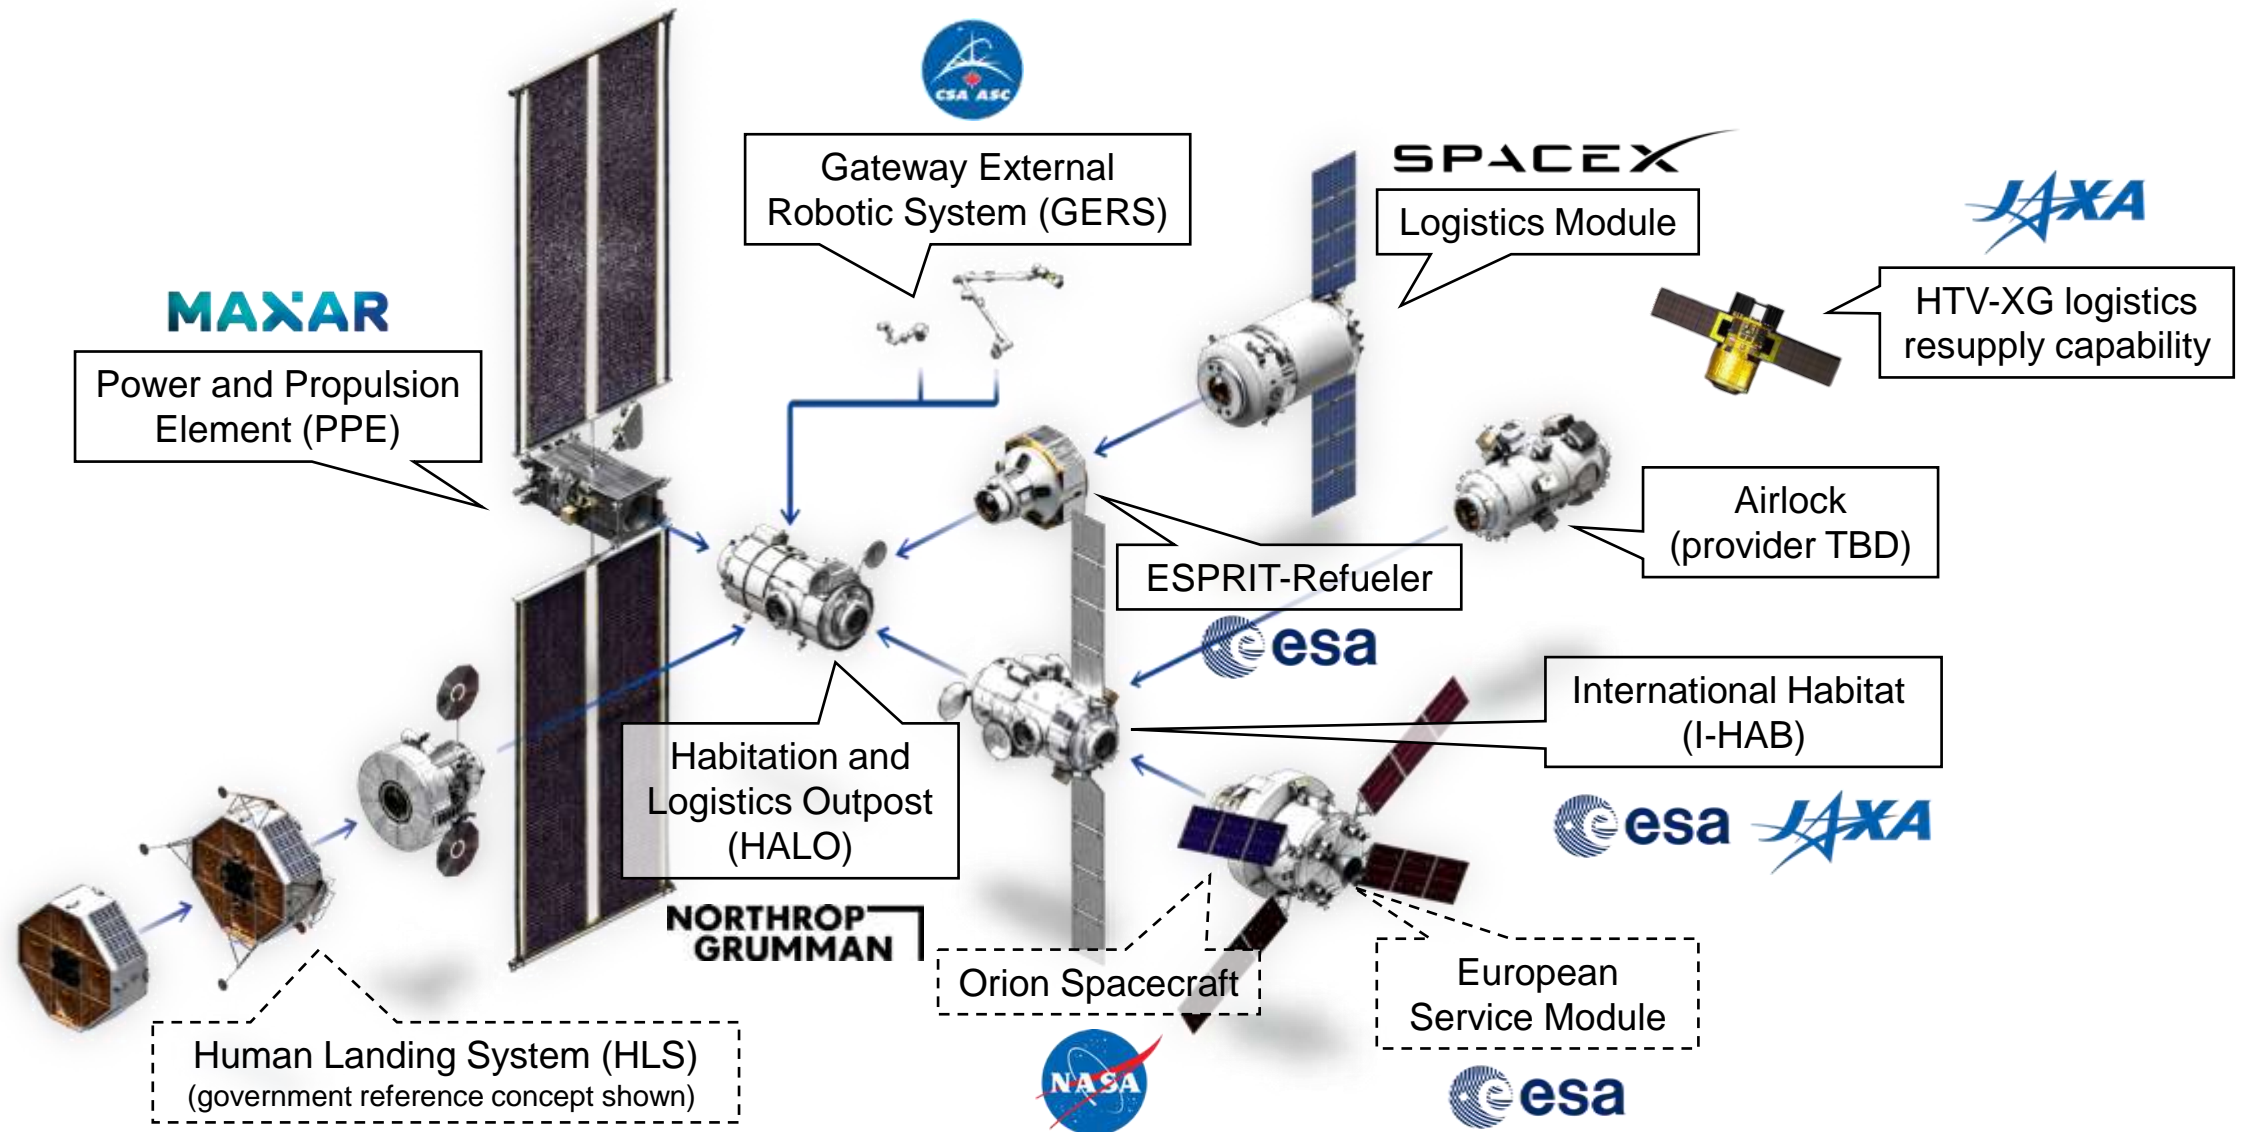 CSA ASC
Gateway External
Robotic System (GERS)
SPACEX
Logistics Module
JAXA
HTV-XG logistics
resupply capability
MAXAR
Power and Propulsion
Element (PPE)
Airlock
(provider TBD)
ESPRIT-Refueler
esa
International Habitat
(I-HAB)
esa JAXA
Habitation and
Logistics Outpost
(HALO)
NORTHROP
GRUMMAN
Orion Spacecraft
NASA
European
Service Module
esa
Human Landing System (HLS)
(government reference concept shown)